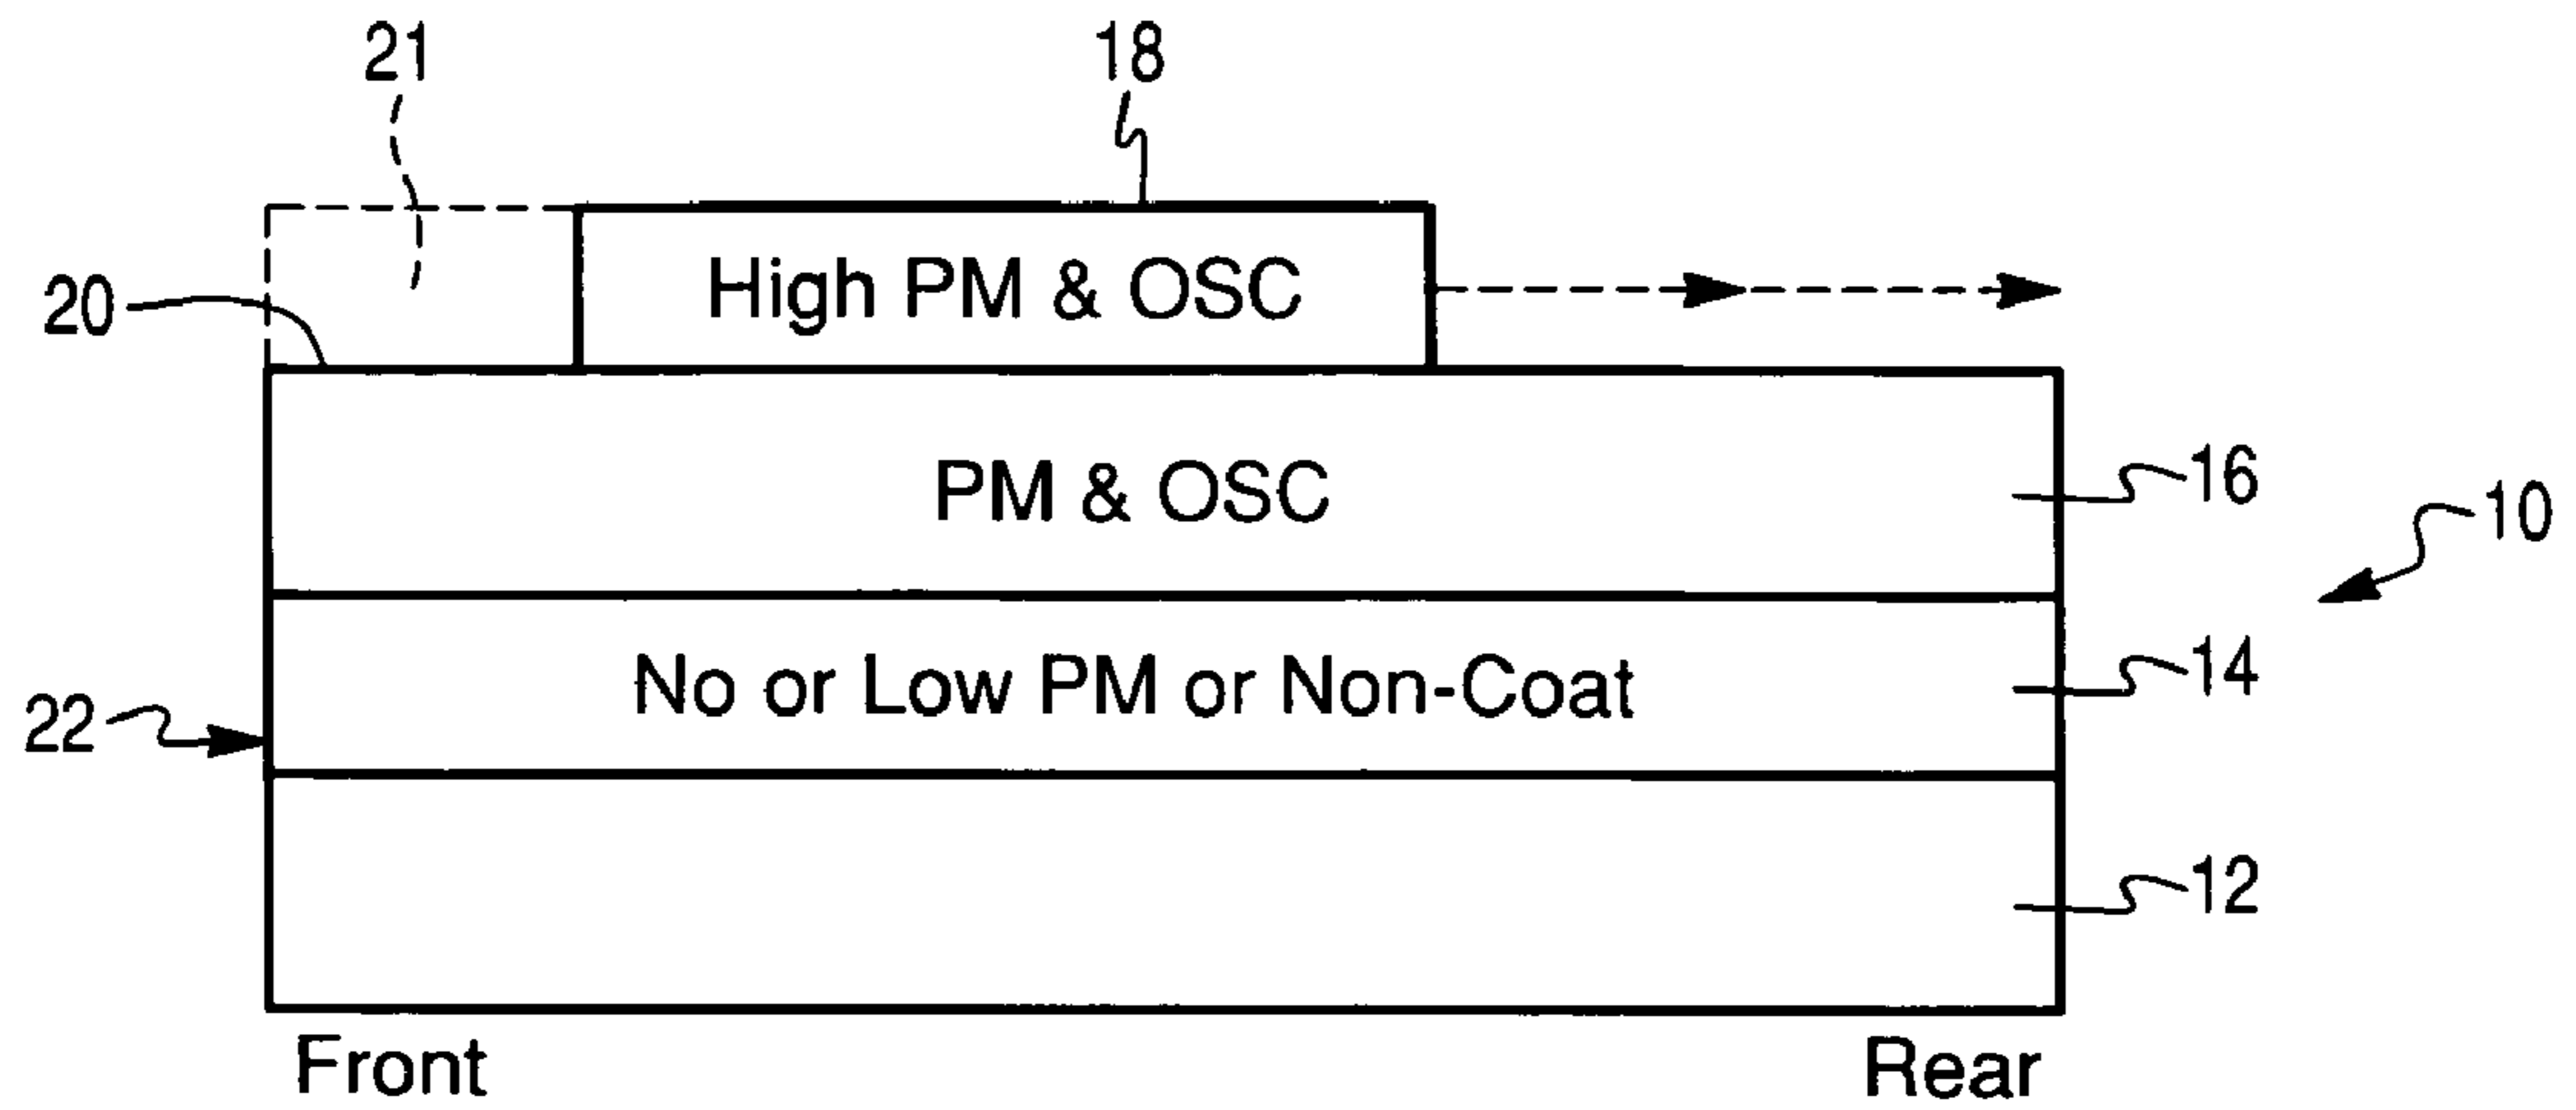 21
18
High PM & OSC
20
PM & OSC
16
10
No or Low PM or Non-Coat
14
22
12
Front
Rear